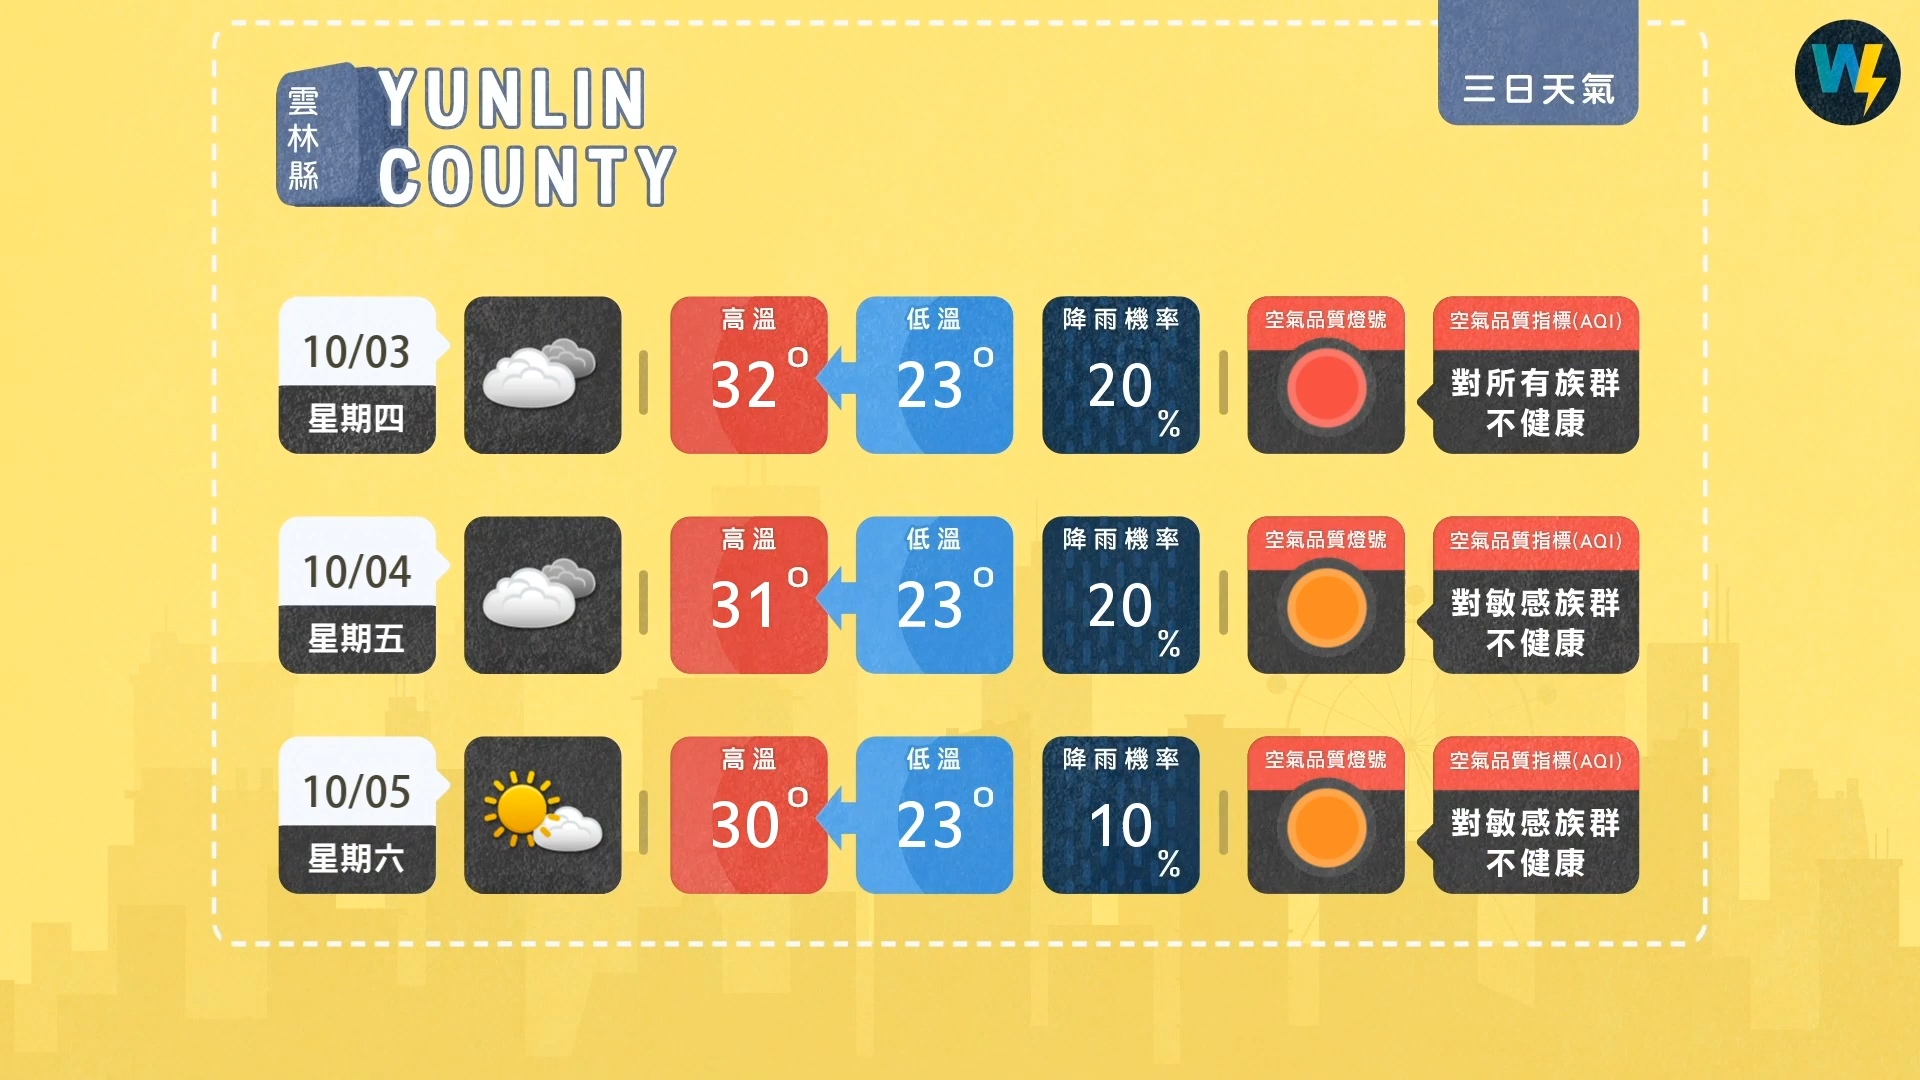 雲林縣
YUNLIN
COUNTY
三日天氣
W
10/03
星期四
高溫
32°
低溫
23°
降雨機率
20%
空氣品質燈號
空氣品質指標(AQI)
對所有族群
不健康
10/04
星期五
高溫
31°
低溫
23°
降雨機率
20%
空氣品質燈號
空氣品質指標(AQI)
對敏感族群
不健康
10/05
星期六
高溫
30°
低溫
23°
降雨機率
10%
空氣品質燈號
空氣品質指標(AQI)
對敏感族群
不健康